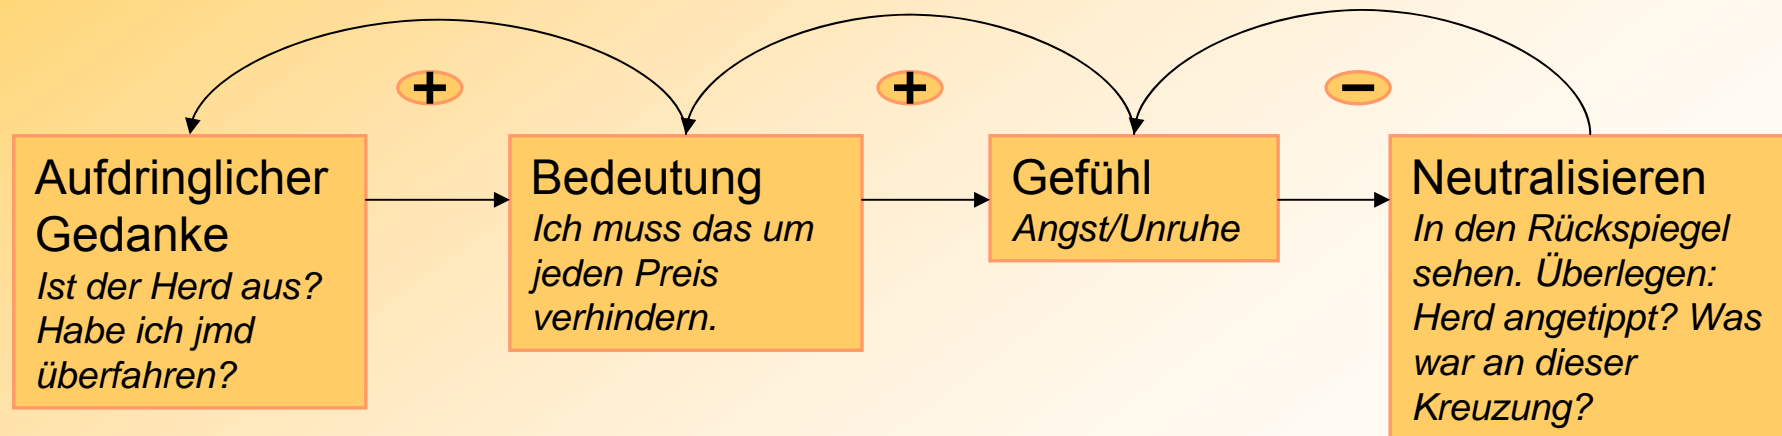 +
+
−
Aufdringlicher
Gedanke
Ist der Herd aus?
Habe ich jmd
überfahren?
Bedeutung
Ich muss das um
jeden Preis
verhindern.
Gefühl
Angst/Unruhe
Neutralisieren
In den Rückspiegel
sehen. Überlegen:
Herd angetippt? Was
war an dieser
Kreuzung?